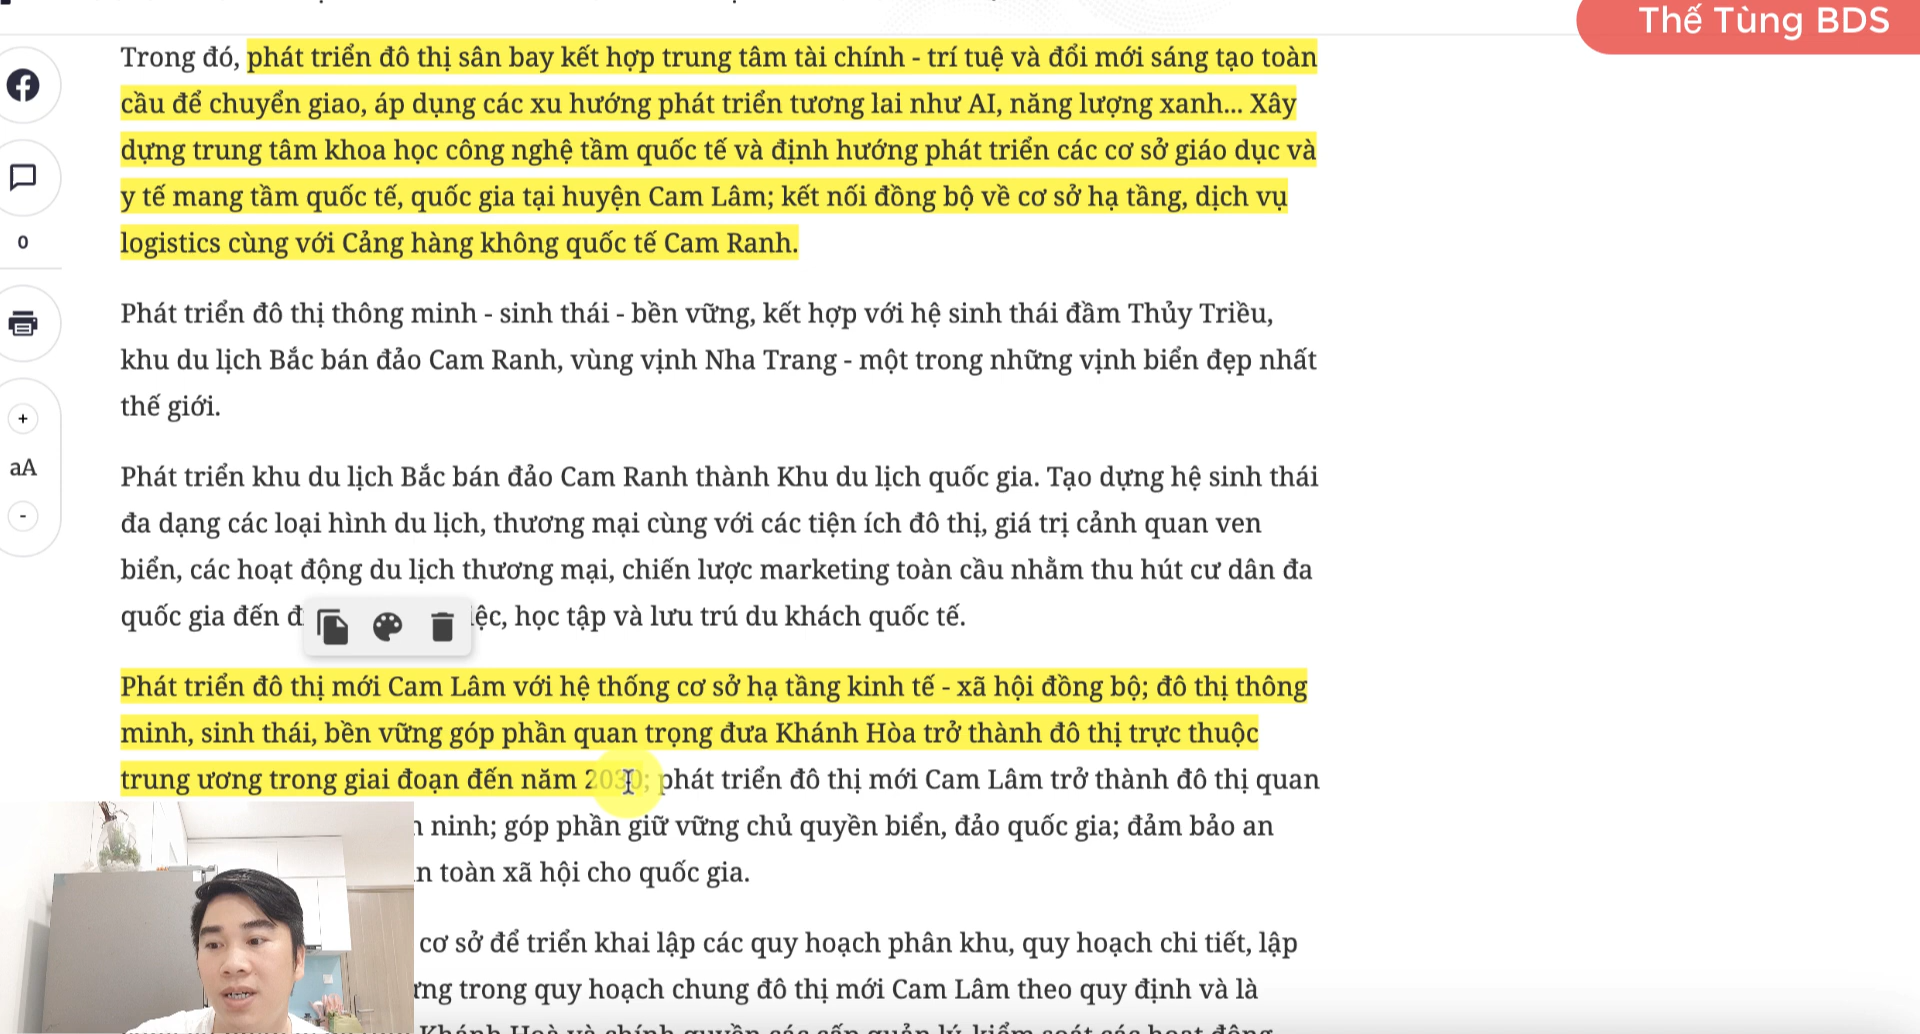 Thế Tùng BDS
Trong đó, phát triển đô thị sân bay kết hợp trung tâm tài chính - trí tuệ và đổi mới sáng tạo toàn
cầu để chuyển giao, áp dụng các xu hướng phát triển tương lai như AI, năng lượng xanh... Xây
dựng trung tâm khoa học công nghệ tầm quốc tế và định hướng phát triển các cơ sở giáo dục và
y tế mang tầm quốc tế, quốc gia tại huyện Cam Lâm; kết nối đồng bộ về cơ sở hạ tầng, dịch vụ
logistics cùng với Cảng hàng không quốc tế Cam Ranh.
0
Phát triển đô thị thông minh - sinh thái - bền vững, kết hợp với hệ sinh thái đầm Thủy Triều,
khu du lịch Bắc bán đảo Cam Ranh, vùng vịnh Nha Trang - một trong những vịnh biển đẹp nhất
thế giới.
+
aA
-
Phát triển khu du lịch Bắc bán đảo Cam Ranh thành Khu du lịch quốc gia. Tạo dựng hệ sinh thái
đa dạng các loại hình du lịch, thương mại cùng với các tiện ích đô thị, giá trị cảnh quan ven
biển, các hoạt động du lịch thương mại, chiến lược marketing toàn cầu nhằm thu hút cư dân đa
quốc gia đến học tập và lưu trú du khách quốc tế.
Phát triển đô thị mới Cam Lâm với hệ thống cơ sở hạ tầng kinh tế - xã hội đồng bộ; đô thị thông
minh, sinh thái, bền vững góp phần quan trọng đưa Khánh Hòa trở thành đô thị trực thuộc
trung ương trong giai đoạn đến năm 2030; phát triển đô thị mới Cam Lâm trở thành đô thị quan
ninh; góp phần giữ vững chủ quyền biển, đảo quốc gia; đảm bảo an
toàn xã hội cho quốc gia.
cơ sở để triển khai lập các quy hoạch phân khu, quy hoạch chi tiết, lập
trong quy hoạch chung đô thị mới Cam Lâm theo quy định và là
Khánh Hoà và chính quyền các cấp quản lý, kiểm soát các hoạt động